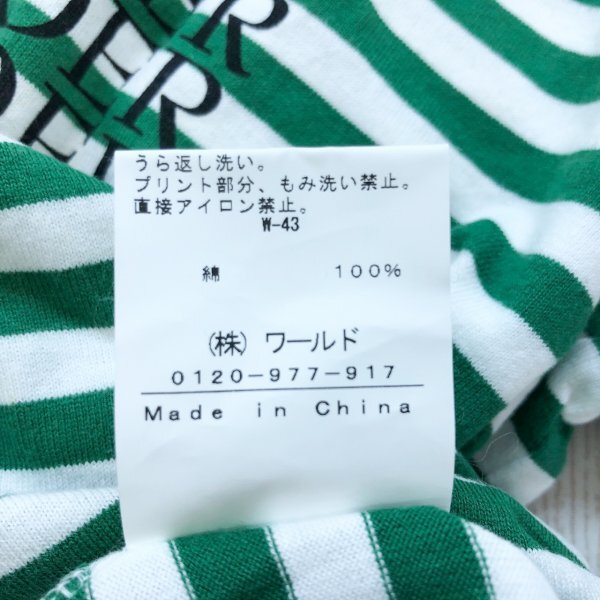 うら返し洗い。
プリント部分、もみ洗い禁止。
直接アイロン禁止。
W-43
綿 100%
(株) ワールド
0120-977-917
Made in China